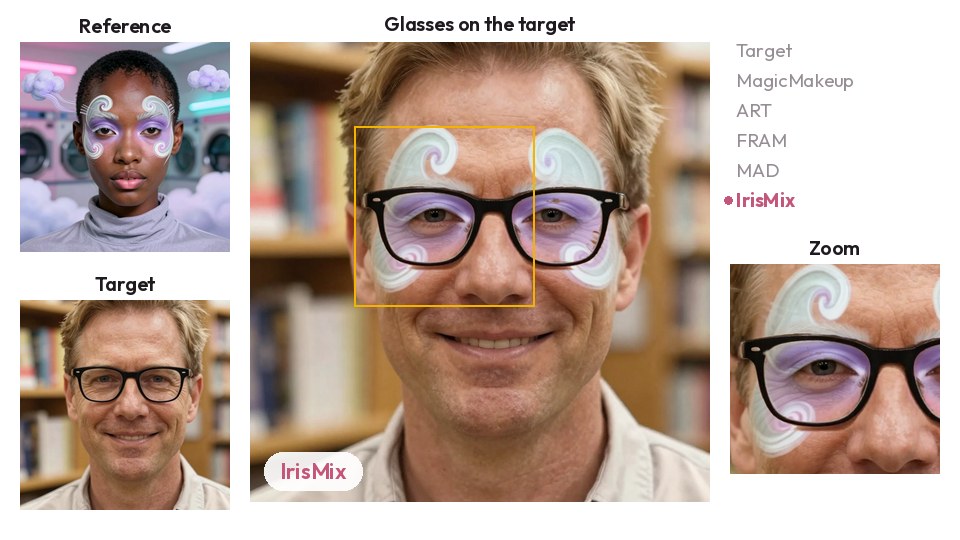 Reference
Glasses on the target
Target
MagicMakeup
ART
FRAM
MAD
IrisMix
Zoom
Target
IrisMix